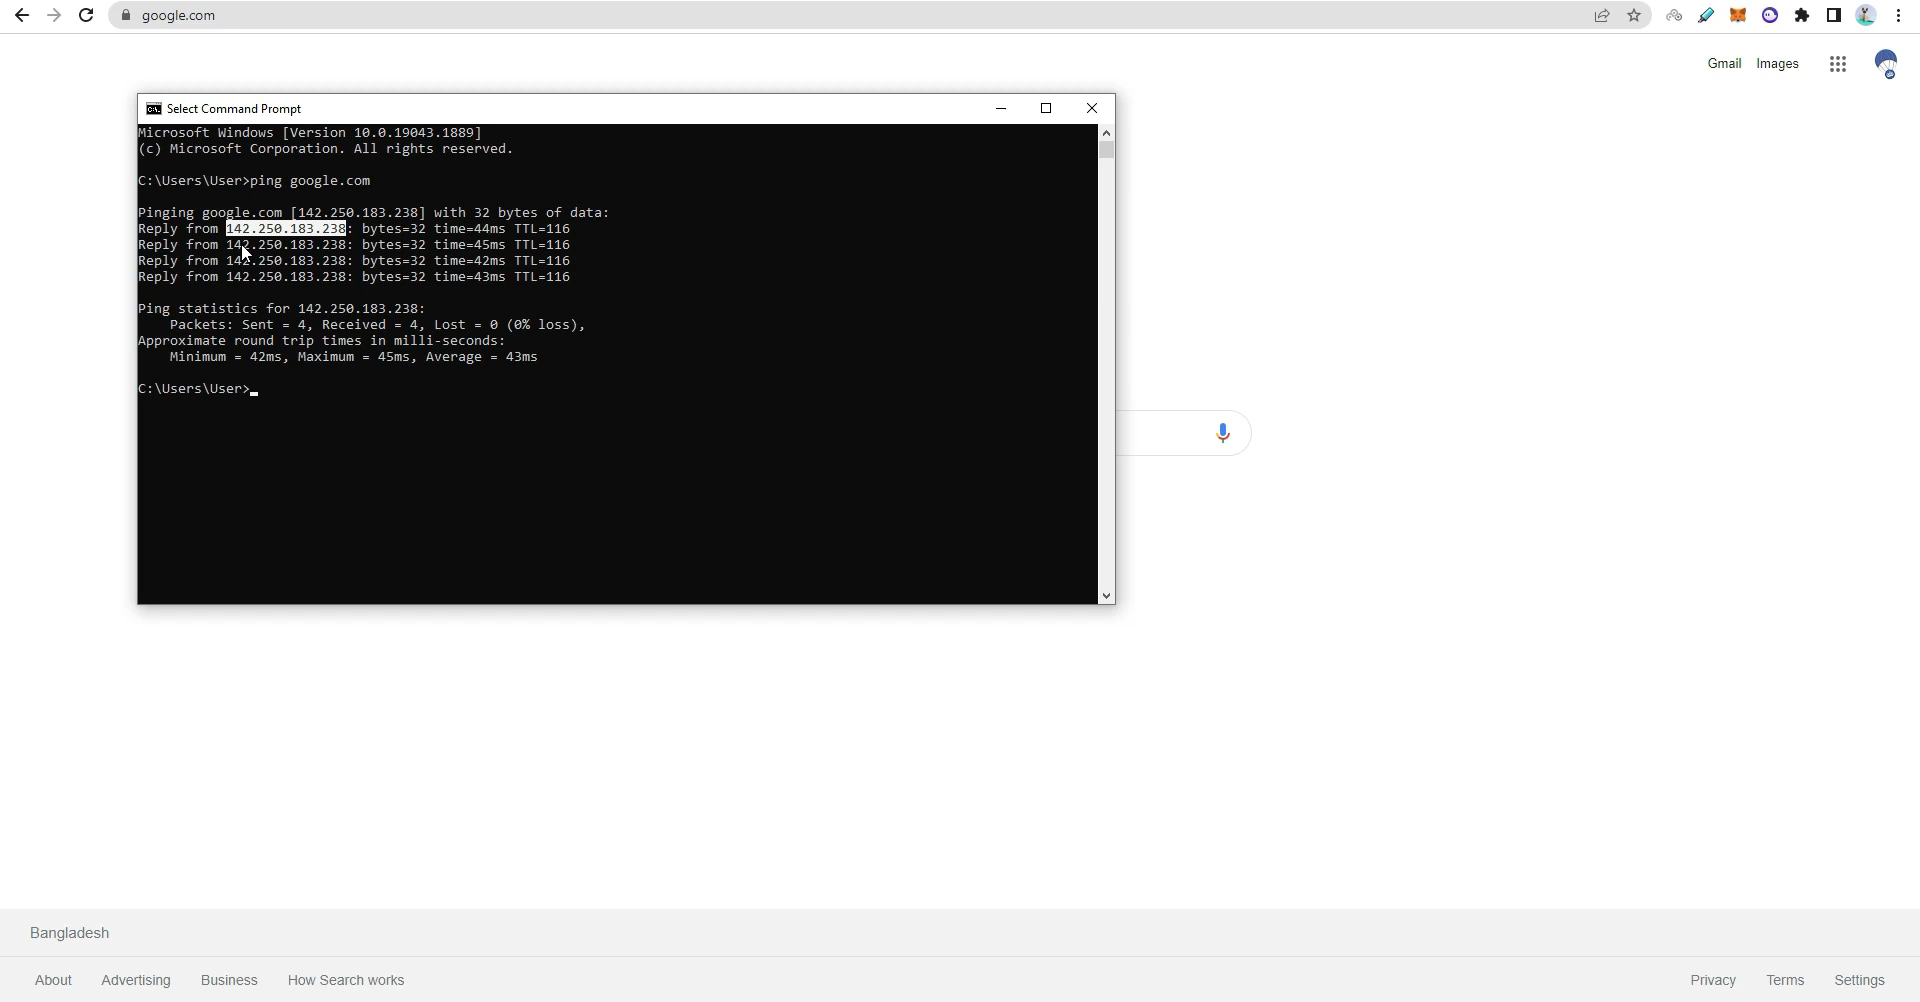 google.com
Gmail Images
Select Command Prompt
Microsoft Windows [Version 10.0.19043.1889]
(c) Microsoft Corporation. All rights reserved.
C:\Users\User>ping google.com
Pinging google.com [142.250.183.238] with 32 bytes of data:
Reply from 142.250.183.238: bytes=32 time=44ms TTL=116
Reply from 142.250.183.238: bytes=32 time=45ms TTL=116
Reply from 142.250.183.238: bytes=32 time=42ms TTL=116
Reply from 142.250.183.238: bytes=32 time=43ms TTL=116
Ping statistics for 142.250.183.238:
Packets: Sent = 4, Received = 4, Lost = 0 (0% loss),
Approximate round trip times in milli-seconds:
Minimum = 42ms, Maximum = 45ms, Average = 43ms
C:\Users\User>
Bangladesh
About Advertising Business How Search works Privacy Terms Settings